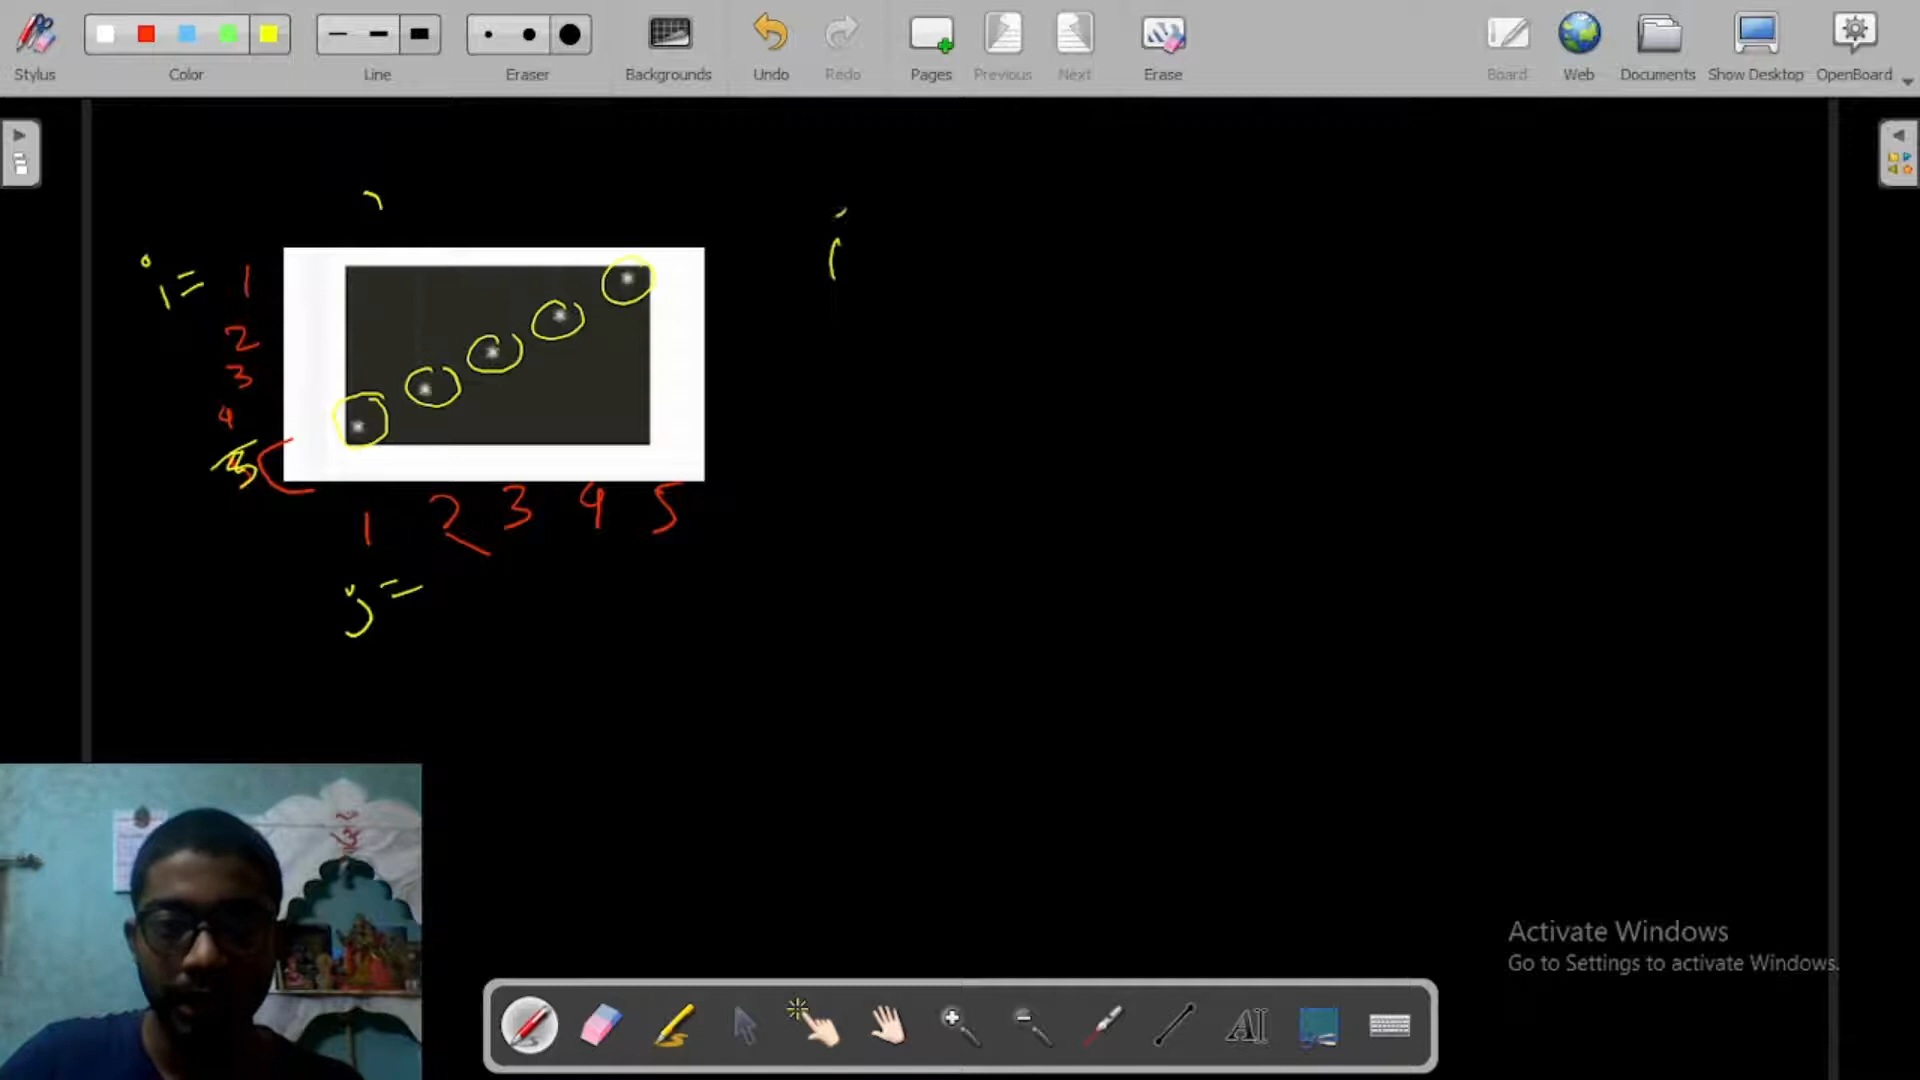 Stylus
Color
Line
Eraser
Backgrounds
Undo
Redo
Pages
Previous
Next
Erase
Board
Web
Documents
Show Desktop
OpenBoard
i = 1
2
3
4
5
1 2 3 4 5
j =
i
Activate Windows
Go to Settings to activate Windows.